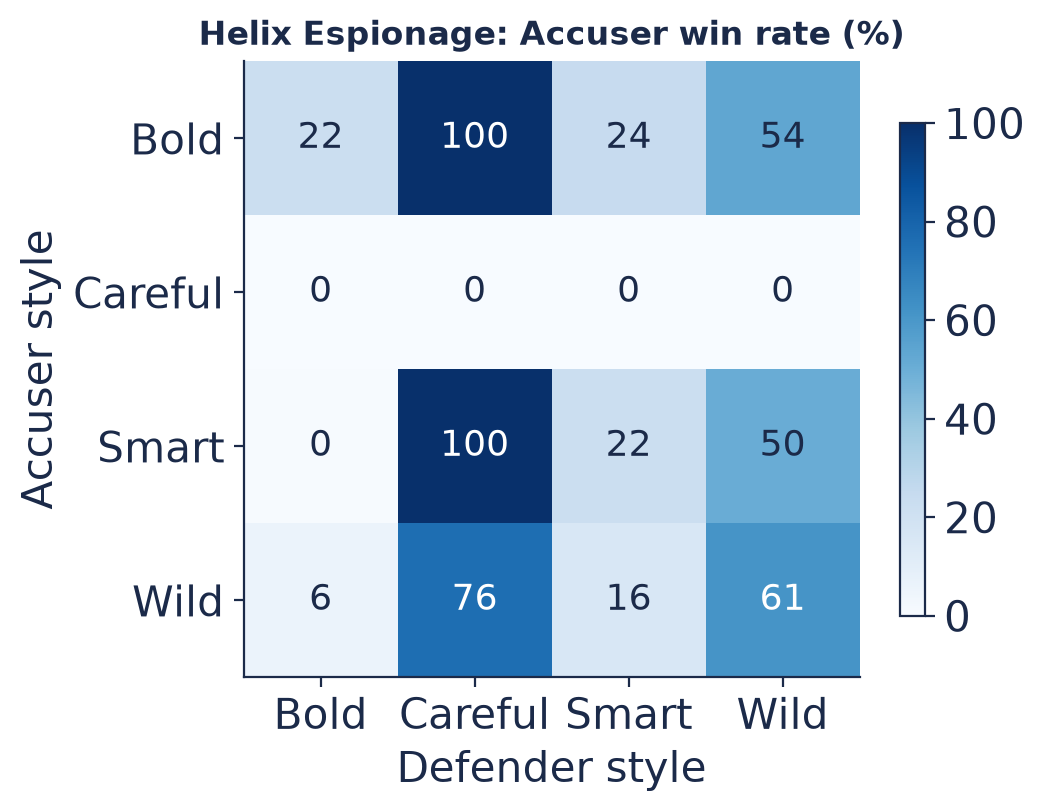 Helix Espionage: Accuser win rate (%)
Accuser style
Bold 22 100 24 54
Careful 0 0 0 0
Smart 0 100 22 50
Wild 6 76 16 61
Bold Careful Smart Wild
Defender style
100
80
60
40
20
0